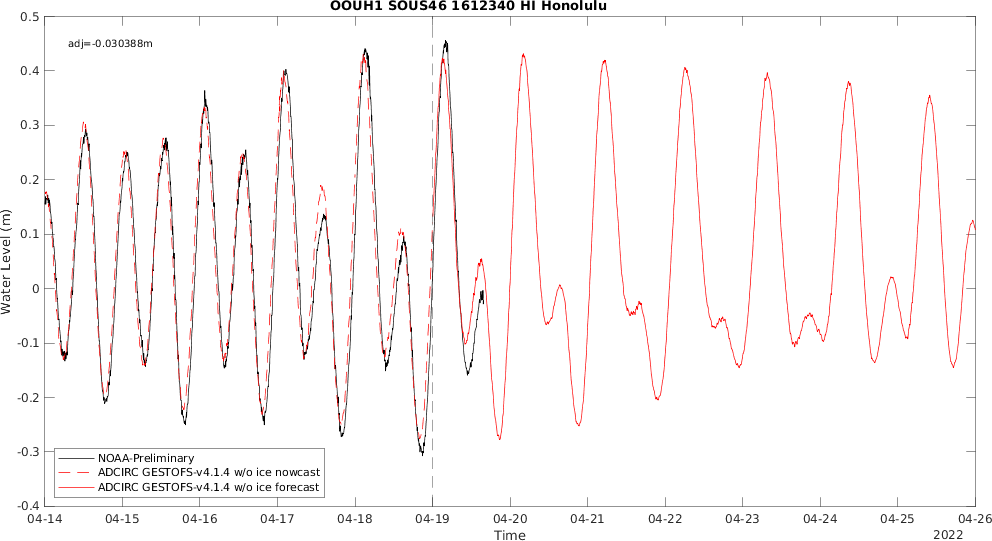 OOUH1 SOUS46 1612340 HI Honolulu
adj=-0.030388m
0.5
0.4
0.3
0.2
0.1
0
-0.1
-0.2
-0.3
-0.4
Water Level (m)
NOAA-Preliminary
ADCIRC GESTOFS-v4.1.4 w/o ice nowcast
ADCIRC GESTOFS-v4.1.4 w/o ice forecast
04-14 04-15 04-16 04-17 04-18 04-19 04-20 04-21 04-22 04-23 04-24 04-25 04-26
Time
2022